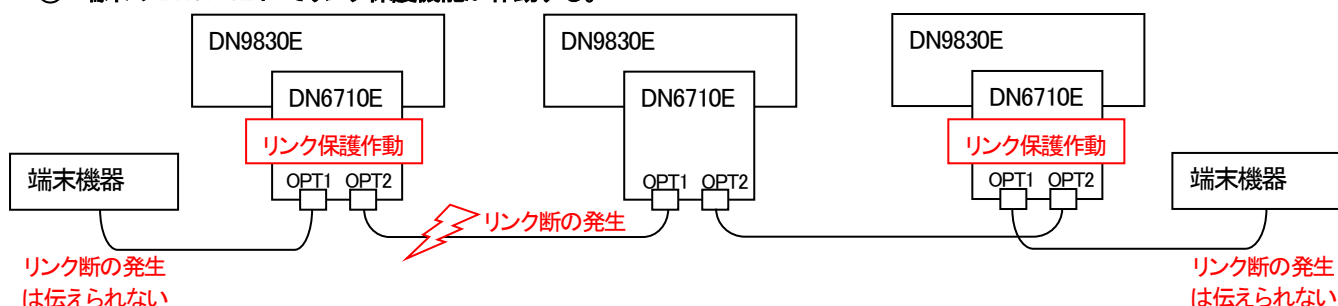 DN9830E
DN6710E
リンク保護作動
OPT1 OPT2
端末機器
リンク断の発生
は伝えられない
リンク断の発生
DN9830E
DN6710E
OPT1 OPT2
DN9830E
DN6710E
リンク保護作動
OPT1 OPT2
端末機器
リンク断の発生
は伝えられない